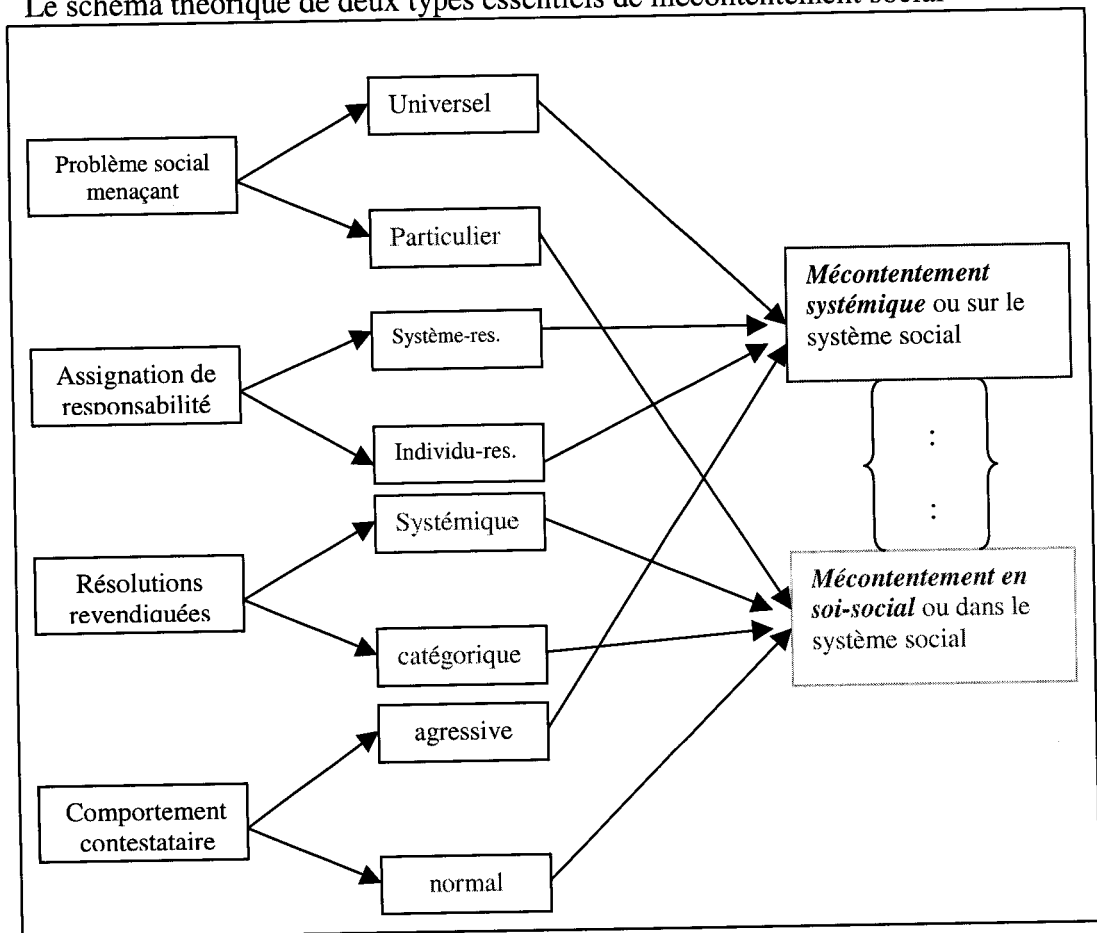 Le schéma théorique de deux types essentiels de mécontentement social
Universel
Problème social
menaçant
Particulier
Mécontentement
systémique ou sur le
système social
Système-res.
Assignation de
responsabilité
Individu-res.
:
:
Systémique
Résolutions
revendiquées
Mécontentement en
soi-social ou dans le
système social
catégorique
agressive
Comportement
contestataire
normal